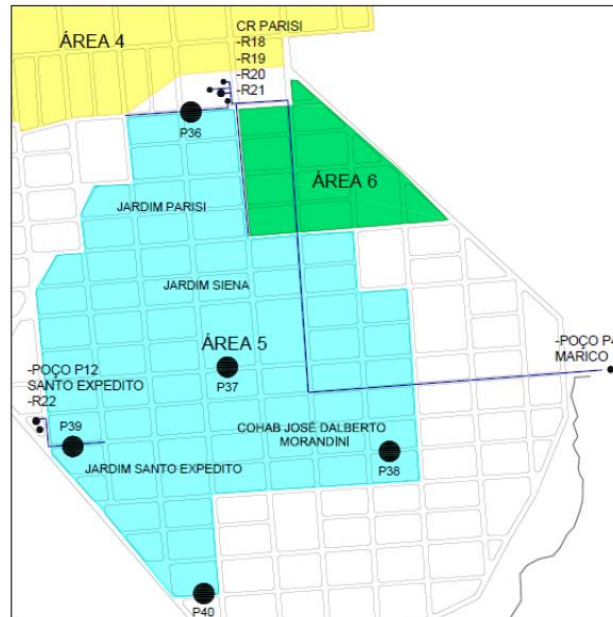 ÁREA 4
CR PARISI
-R18
-R19
-R20
-R21
P36
ÁREA 6
JARDIM PARISI
JARDIM SIENA
ÁREA 5
P37
-POÇO P4
MARICO
-POÇO P12
SANTO EXPEDITO
-R22
P39
COHAB JOSÉ DALBERTO
MORANDINI
P38
JARDIM SANTO EXPEDITO
P40